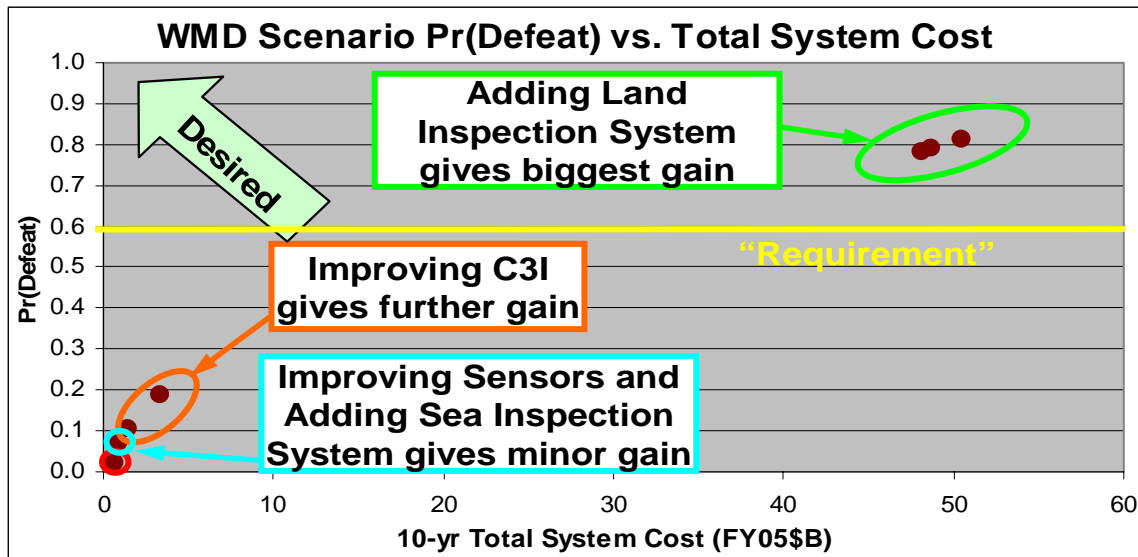 WMD Scenario Pr(Defeat) vs. Total System Cost
1.0
0.9
0.8
0.7
0.6
0.5
0.4
0.3
0.2
0.1
0.0
Pr(Defeat)
Desired
Adding Land
Inspection System
gives biggest gain
“Requirement”
Improving C3I
gives further gain
Improving Sensors and
Adding Sea Inspection
System gives minor gain
0 10 20 30 40 50 60
10-yr Total System Cost (FY05$B)